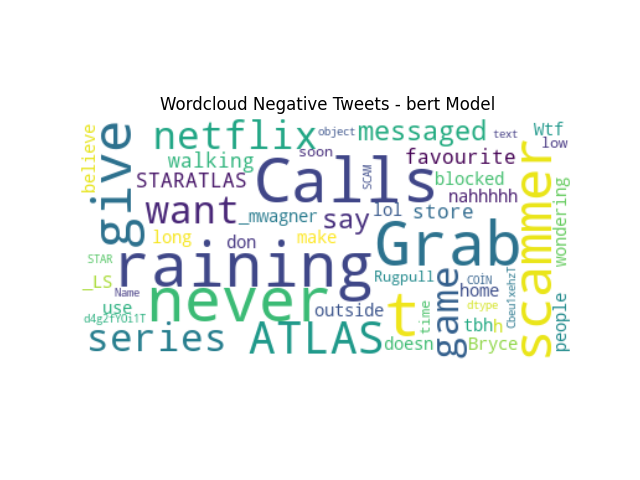 Wordcloud Negative Tweets - bert Model
believe
give
netflix
object
messaged
text
Wtf
low
walking
soon
SCAM
favourite
STARATLAS
Calls
blocked
nahhhhh
scammer
wondering
want
_mwagner
say
lol
store
long
don
make
Grab
STAR
raining
_LS
Name
never
Rugpull
game
COİN
home
dtype
Cbeu1xehzT
use
outside
t
time
tbh
h
people
series
ATLAS
doesn
Bryce